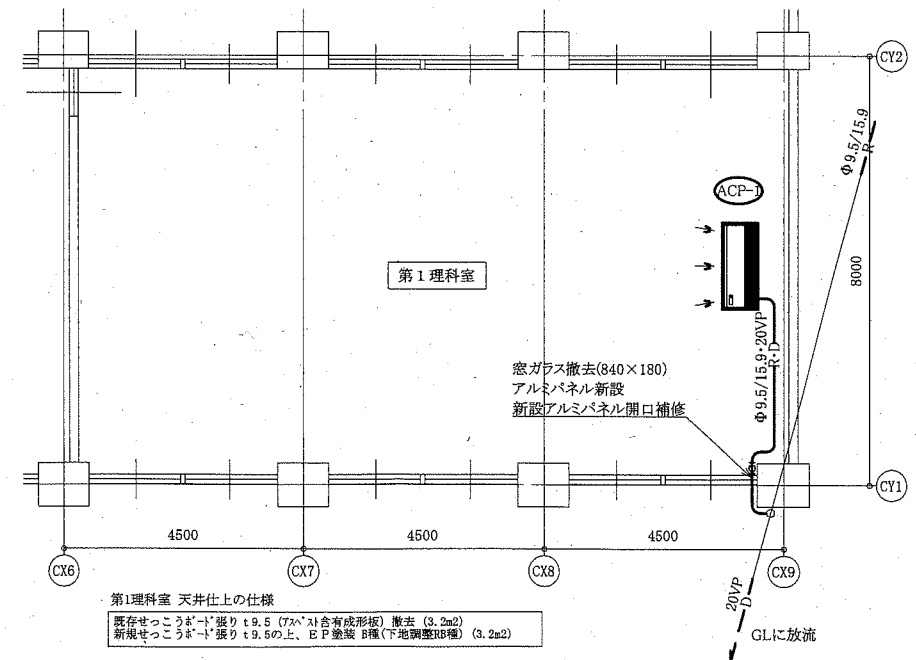 CY2
φ9.5/15.9
R
ACP-1
8000
第1理科室
φ9.5/15.9・20VP
R・D
窓ガラス撤去(840×180)
アルミパネル新設
新設アルミパネル開口補修
CY1
4500
4500
4500
CX6
CX7
CX8
CX9
20VP
D
GLに放流
第1理科室 天井仕上の仕様
既存せっこうボード張り t9.5 (アスベスト含有成形板) 撤去 (3.2m2)
新規せっこうボード張り t9.5の上、EP塗装 B種(下地調整RB種) (3.2m2)